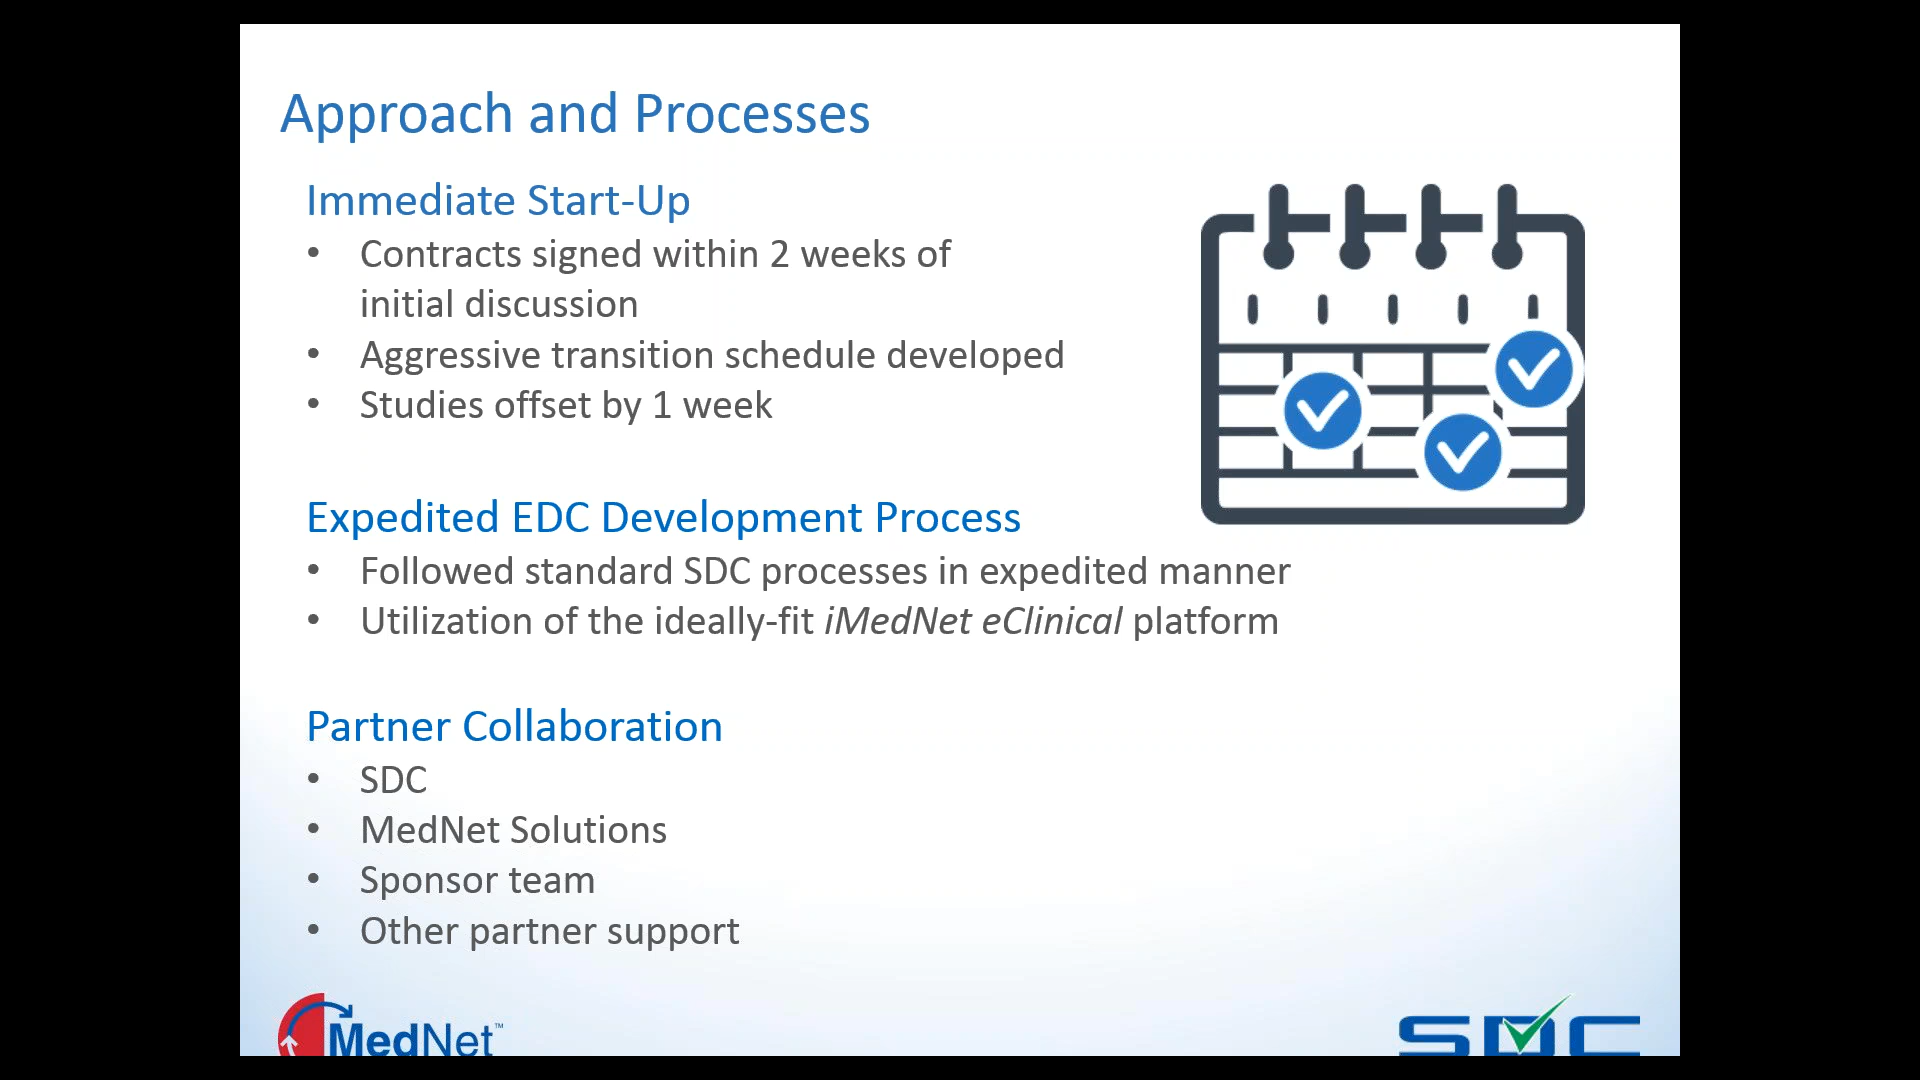 Approach and Processes
Immediate Start-Up
• Contracts signed within 2 weeks of
initial discussion
• Aggressive transition schedule developed
• Studies offset by 1 week
Expedited EDC Development Process
• Followed standard SDC processes in expedited manner
• Utilization of the ideally-fit iMedNet eClinical platform
Partner Collaboration
• SDC
• MedNet Solutions
• Sponsor team
• Other partner support
MedNet™
SDC